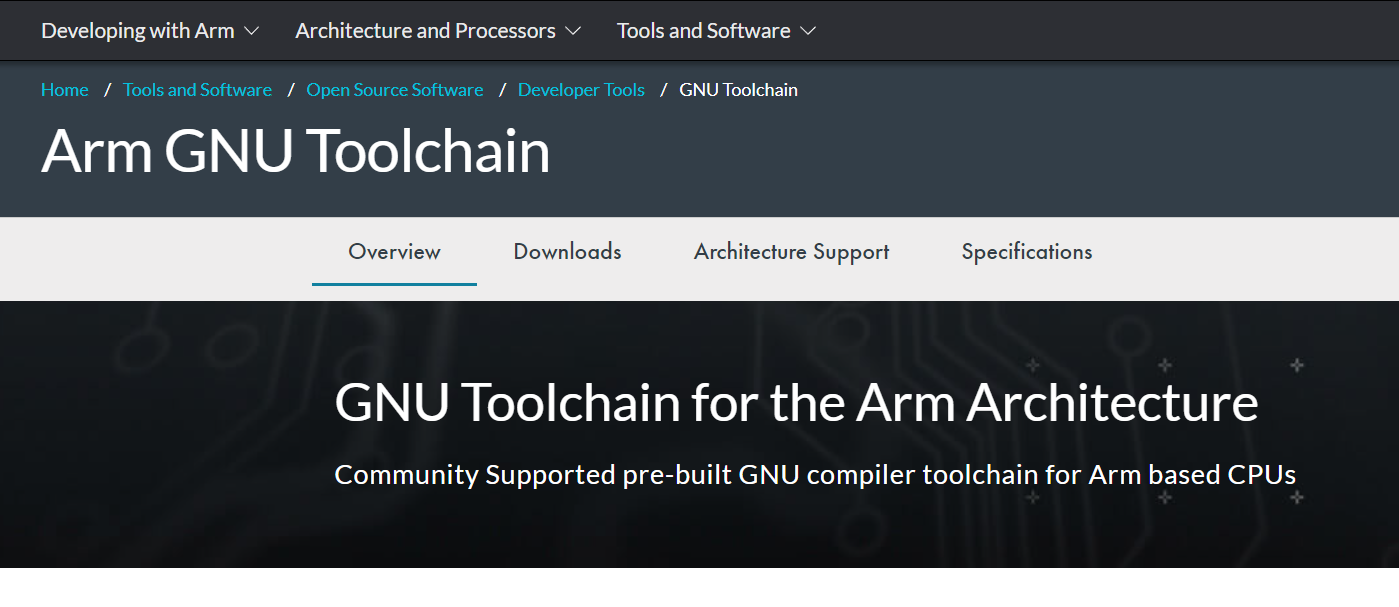 Developing with Arm Architecture and Processors Tools and Software
Home / Tools and Software / Open Source Software / Developer Tools / GNU Toolchain
Arm GNU Toolchain
Overview Downloads Architecture Support Specifications
GNU Toolchain for the Arm Architecture
Community Supported pre-built GNU compiler toolchain for Arm based CPUs